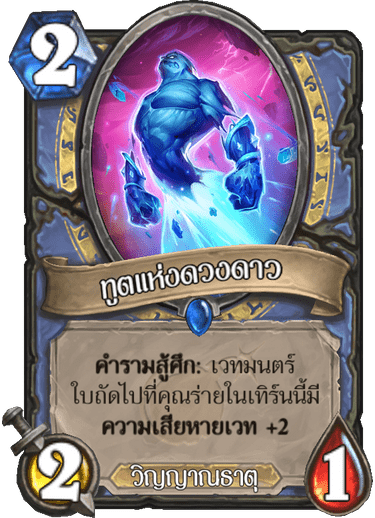 2
ทูตแห่งดวงดาว
คำรามสู้ศึก: เวทมันตร์
ใบถัดไปที่คุณร่ายในเทิร์นนี้มี
ความเสียหายเวท +2
2
วิญญาณธาตุ
1